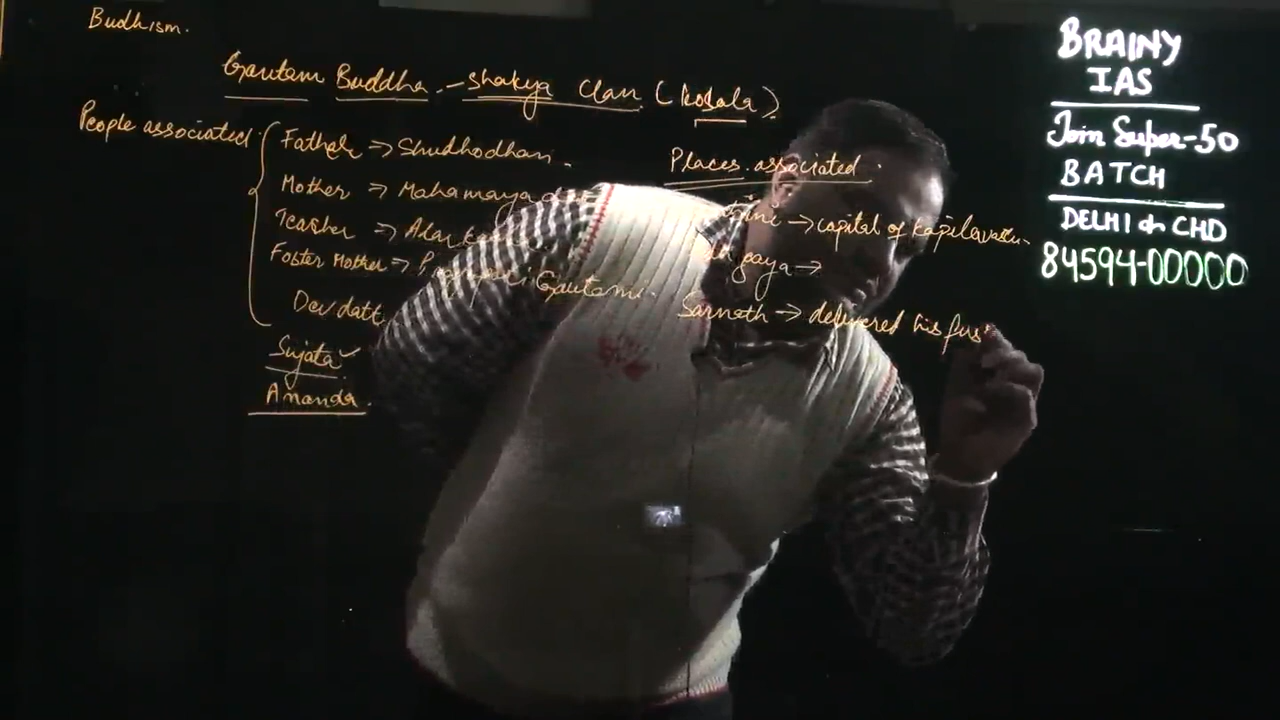 Budhism.
Gautam Buddha. - Shakya Clan (Kosala).
People associated
Father => Shudhodhan.
Mother => Mahamaya
Teacher =>
Foster Mother => Gautami.
Devdatt
Sujata
Ananda.
Places associated.
-> capital of Kapilavastu.
gaya ->
Sarnath -> delivered his firs
BRAINY
IAS
Join Super-50
BATCH
DELHI & CHD
84594-00000